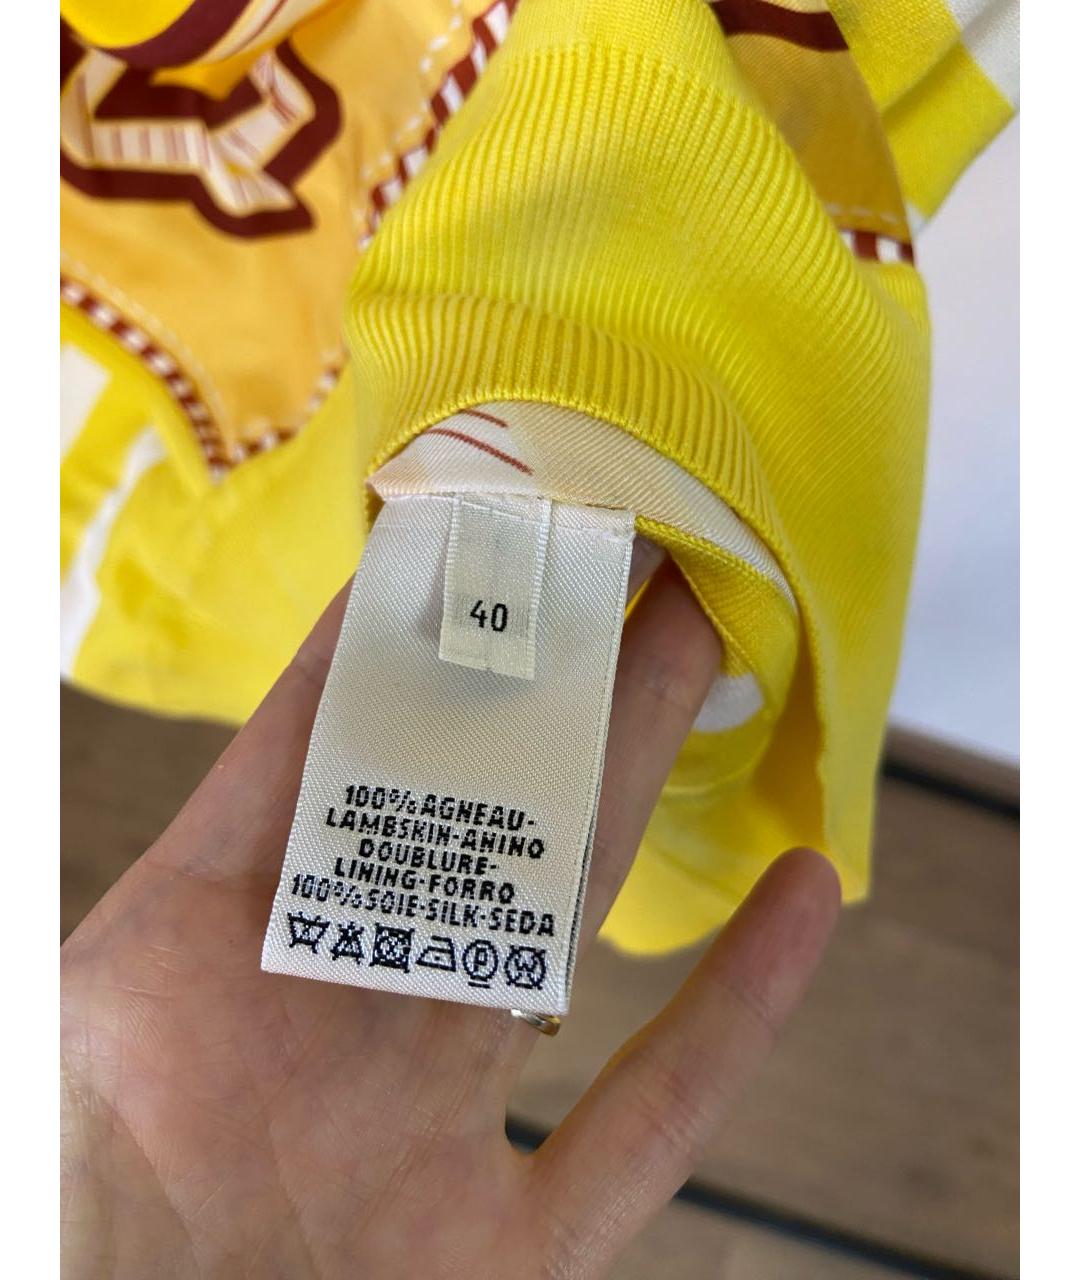 40
100%AGNEAU-
LAMBSKIN-ANINO
DOUBLURE-
LINING-FORRO
100%SOIE-SILK-SEDA
P
W